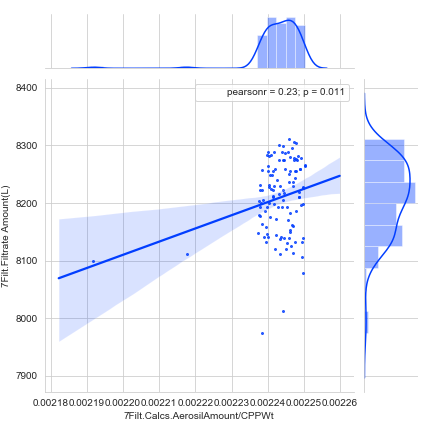 pearsonr = 0.23; p = 0.011
8400
8300
8200
8100
8000
7900
7Filt.Filtrate Amount(L)
0.00218 0.00219 0.00220 0.00221 0.00222 0.00223 0.00224 0.00225 0.00226
7Filt.Calcs.AerosilAmount/CPPWt